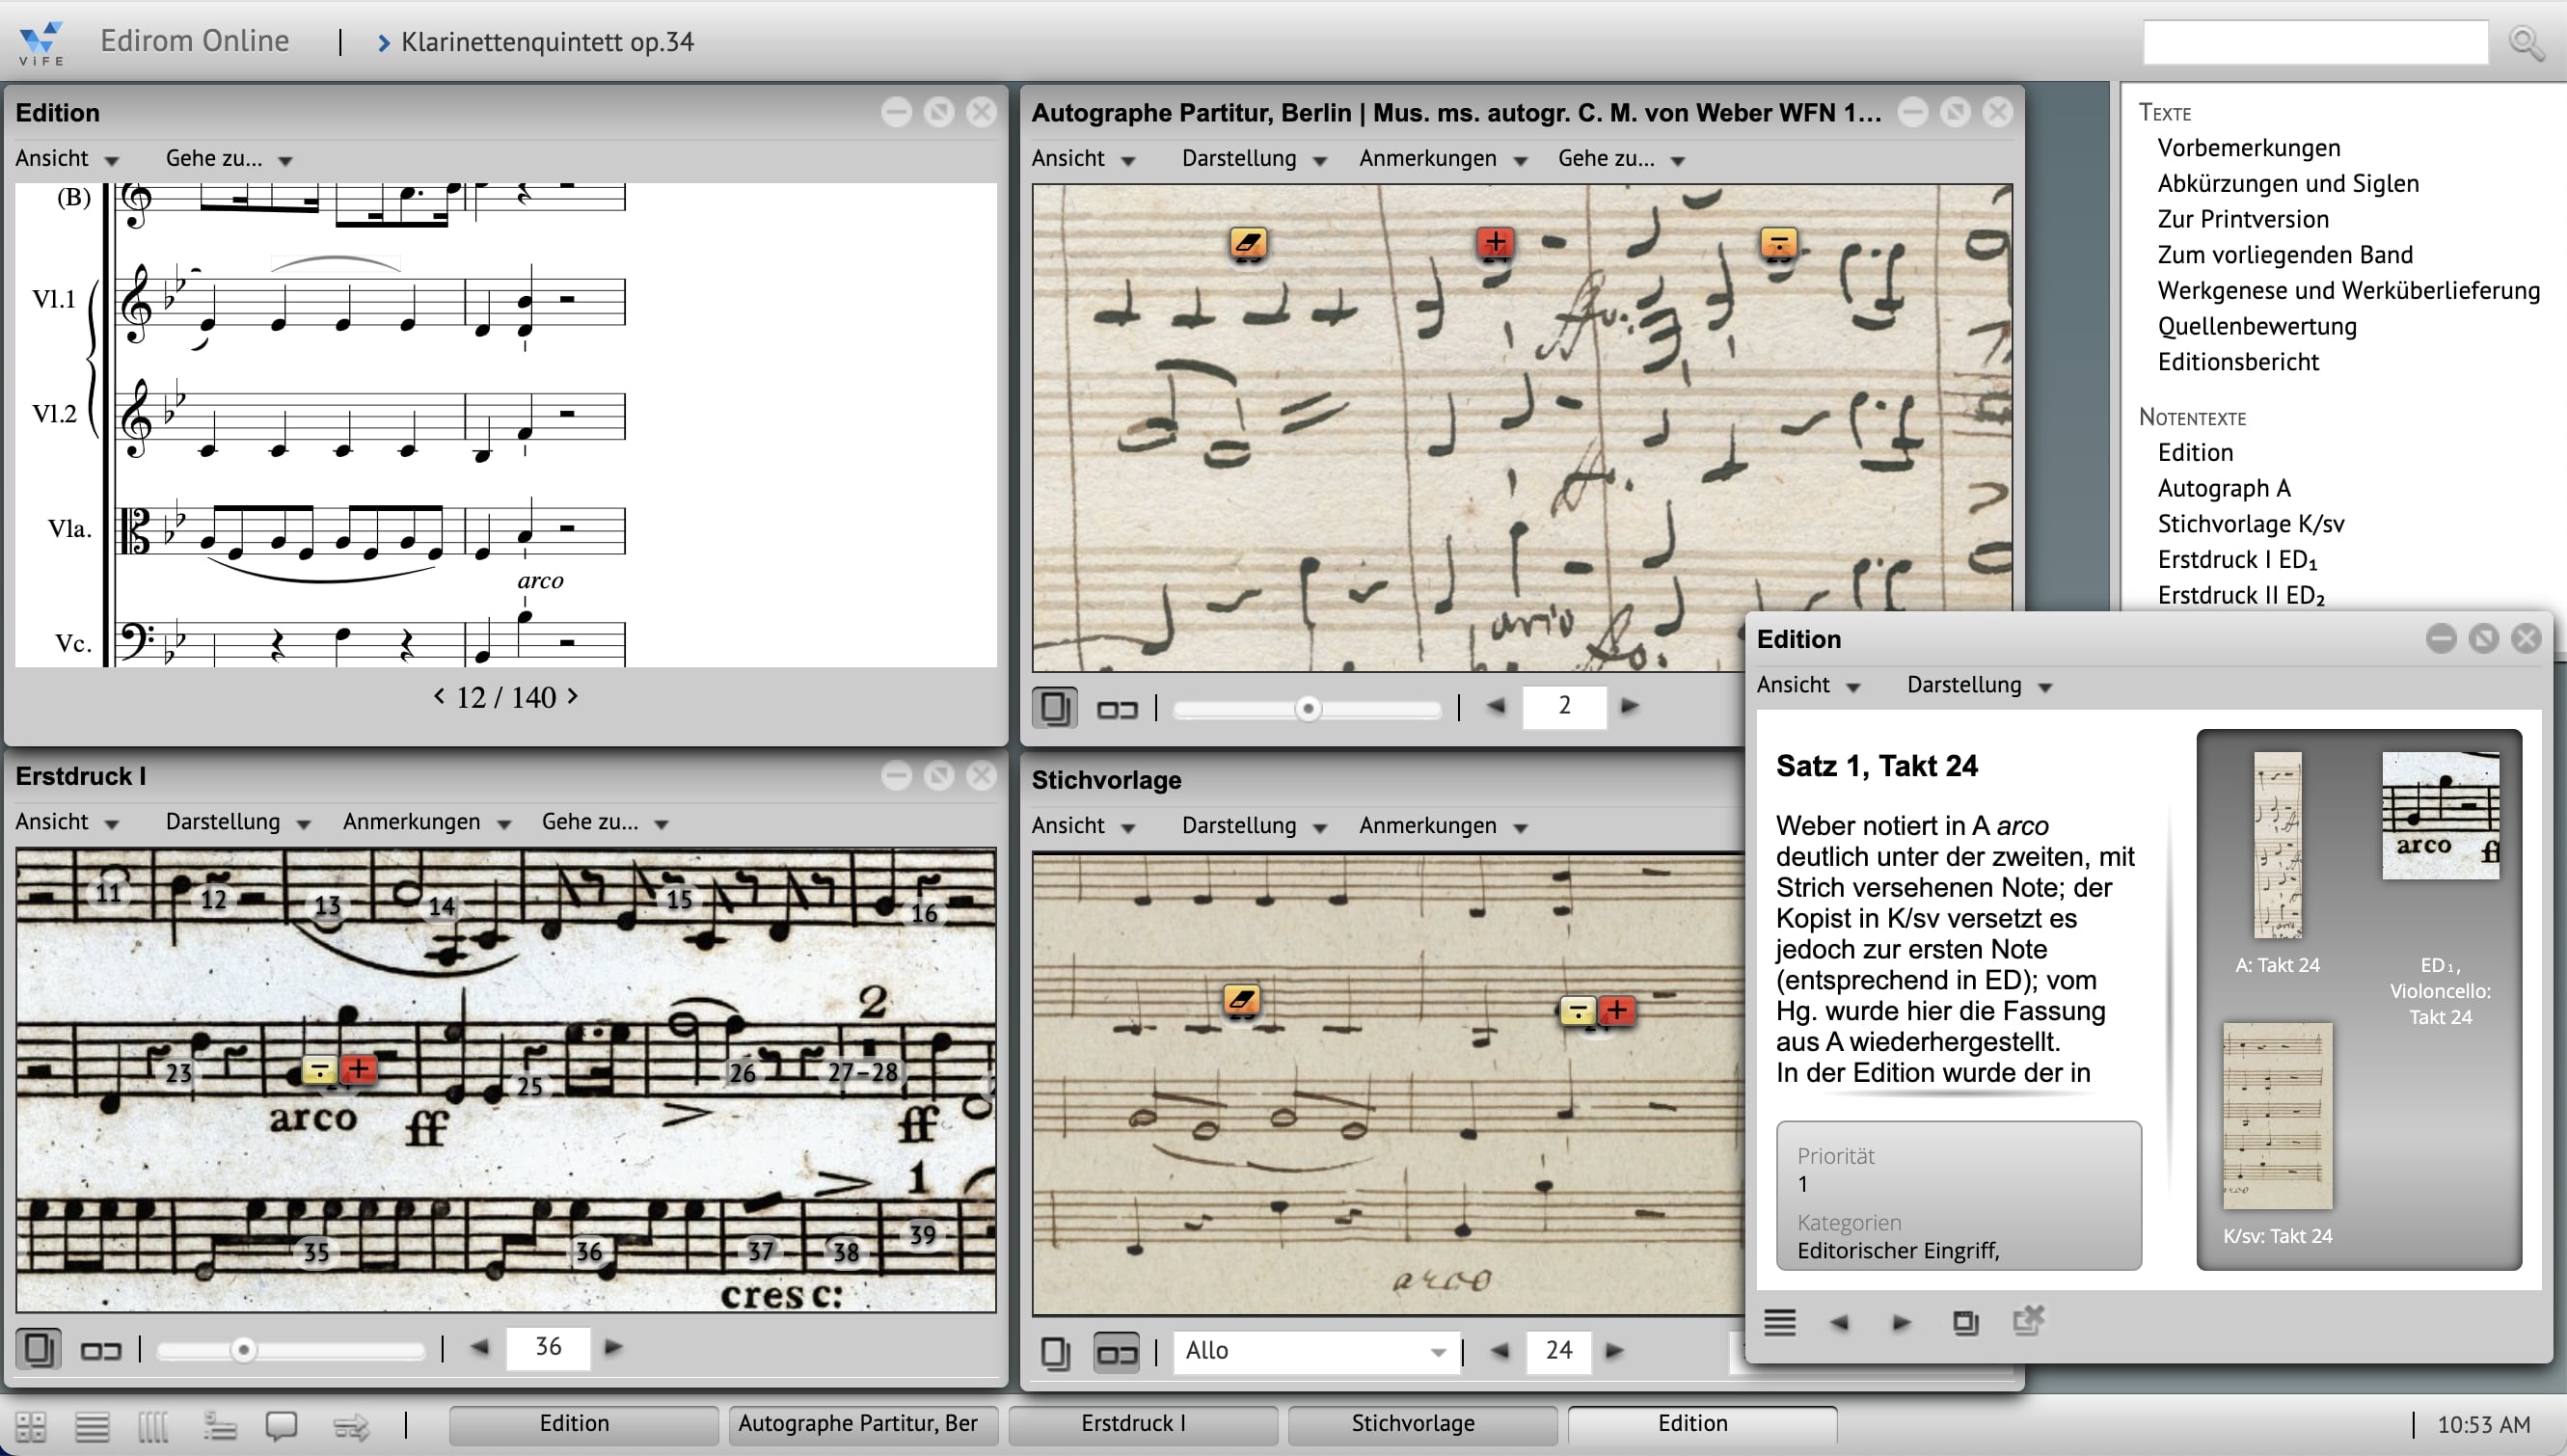 ViFE
Edirom Online | > Klarinettenquintett op.34
Edition
Ansicht Gehe zu...
(B)
Vl.1
Vl.2
Vla.
arco
Vc.
< 12 / 140 >
Autographe Partitur, Berlin | Mus. ms. autogr. C. M. von Weber WFN 1...
Ansicht Darstellung Anmerkungen Gehe zu...
arco
2
Texte
Vorbemerkungen
Abkürzungen und Siglen
Zur Printversion
Zum vorliegenden Band
Werkgenese und Werküberlieferung
Quellenbewertung
Editionsbericht
Notentexte
Edition
Autograph A
Stichvorlage K/sv
Erstdruck I ED₁
Erstdruck II ED₂
Erstdruck I
Ansicht Darstellung Anmerkungen Gehe zu...
11 12 13 14 15 16
2
23 25 26 27–28
arco ff ff
1
35 36 37 38 39
cresc:
36
Stichvorlage
Ansicht Darstellung Anmerkungen
arco
Allo 24
Edition
Ansicht Darstellung
Satz 1, Takt 24
Weber notiert in A arco
deutlich unter der zweiten, mit
Strich versehenen Note; der
Kopist in K/sv versetzt es
jedoch zur ersten Note
(entsprechend in ED); vom
Hg. wurde hier die Fassung
aus A wiederhergestellt.
In der Edition wurde der in
Priorität
1
Kategorien
Editorischer Eingriff,
A: Takt 24
arco ff
ED₁,
Violoncello:
Takt 24
arco
K/sv: Takt 24
Edition Autographe Partitur, Ber Erstdruck I Stichvorlage Edition
10:53 AM